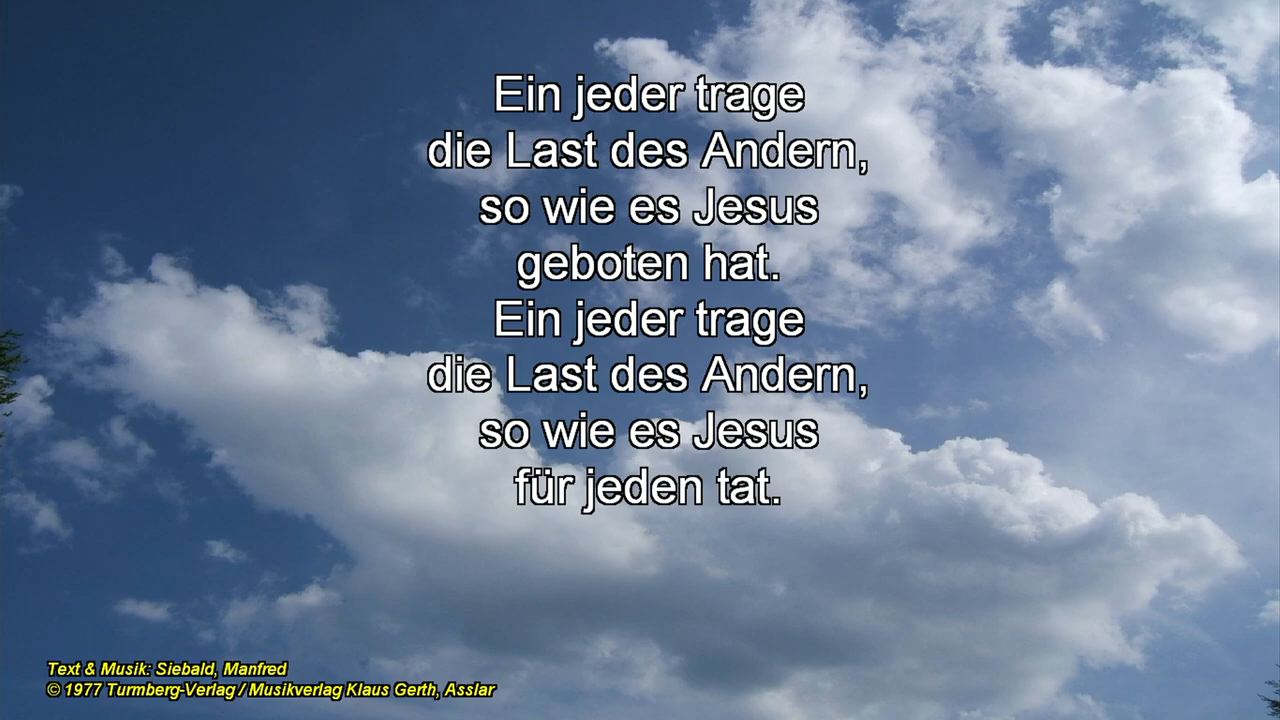 Ein jeder trage
die Last des Andern,
so wie es Jesus
geboten hat.
Ein jeder trage
die Last des Andern,
so wie es Jesus
für jeden tat.
Text & Musik: Siebald, Manfred
© 1977 Turmberg-Verlag / Musikverlag Klaus Gerth, Asslar